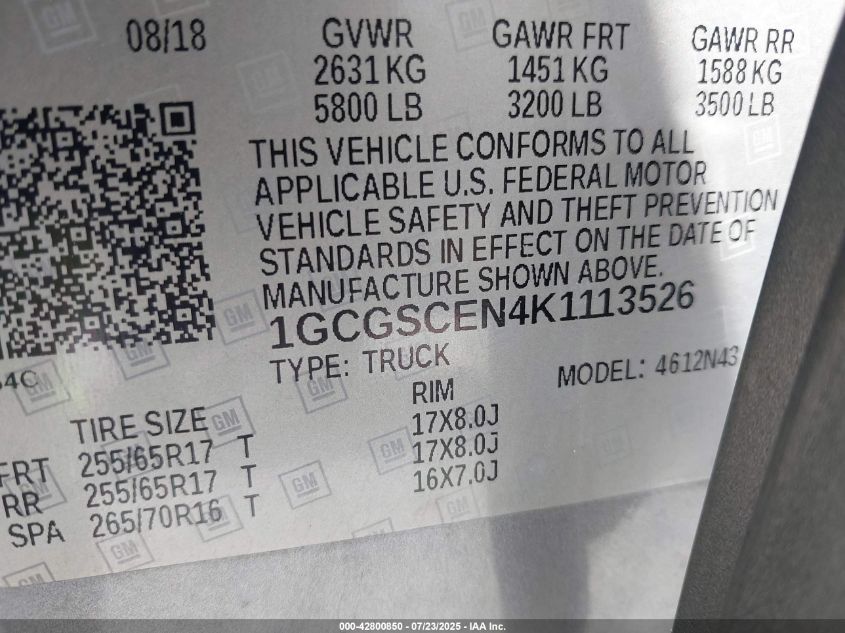 08/18 GVWR GAWR FRT GAWR RR
2631 KG 1451 KG 1588 KG
5800 LB 3200 LB 3500 LB
THIS VEHICLE CONFORMS TO ALL
APPLICABLE U.S. FEDERAL MOTOR
VEHICLE SAFETY AND THEFT PREVENTION
STANDARDS IN EFFECT ON THE DATE OF
MANUFACTURE SHOWN ABOVE.
1GCGSCEN4K1113526
TYPE: TRUCK MODEL: 4612N43
4C
TIRE SIZE RIM
FRT 255/65R17 T 17X8.0J
RR 255/65R17 T 17X8.0J
SPA 265/70R16 T 16X7.0J
GM
000-42800850 - 07/23/2025 - IAA Inc.